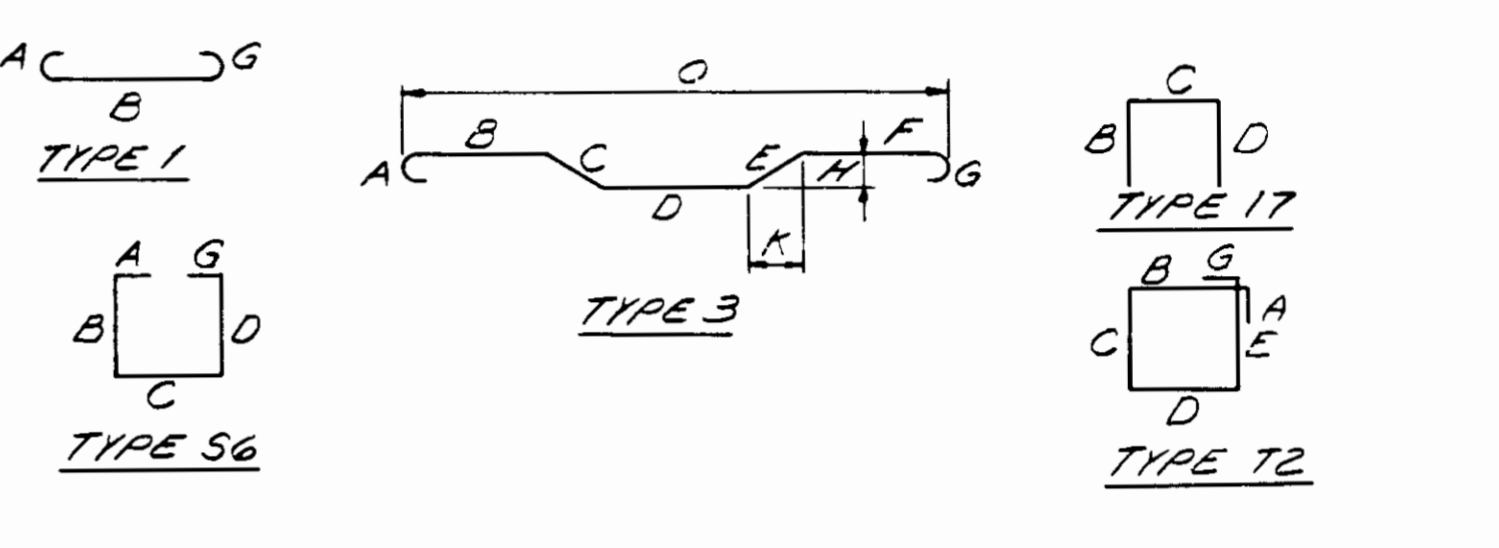 A G
B
TYPE 1
O
B C E F
A H G
D
K
TYPE 3
C
B D
TYPE 17
A G
B D
C
TYPE S6
B G
A
C E
D
TYPE T2